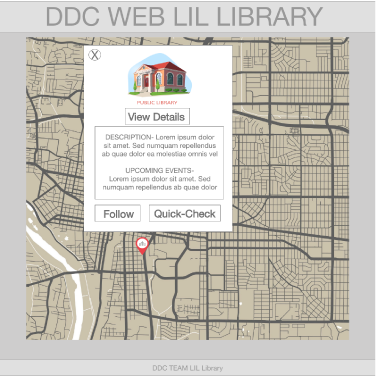 DDC WEB LIL LIBRARY
X
PUBLIC LIBRARY
View Details
DESCRIPTION- Lorem ipsum dolor
sit amet. Sed numquam repellendus
ab quae dolor ea molestiae omnis vel
UPCOMING EVENTS-
Lorem ipsum dolor sit amet. Sed
numquam repellendus ab quae dolor
Follow
Quick-Check
DDC TEAM LIL Library